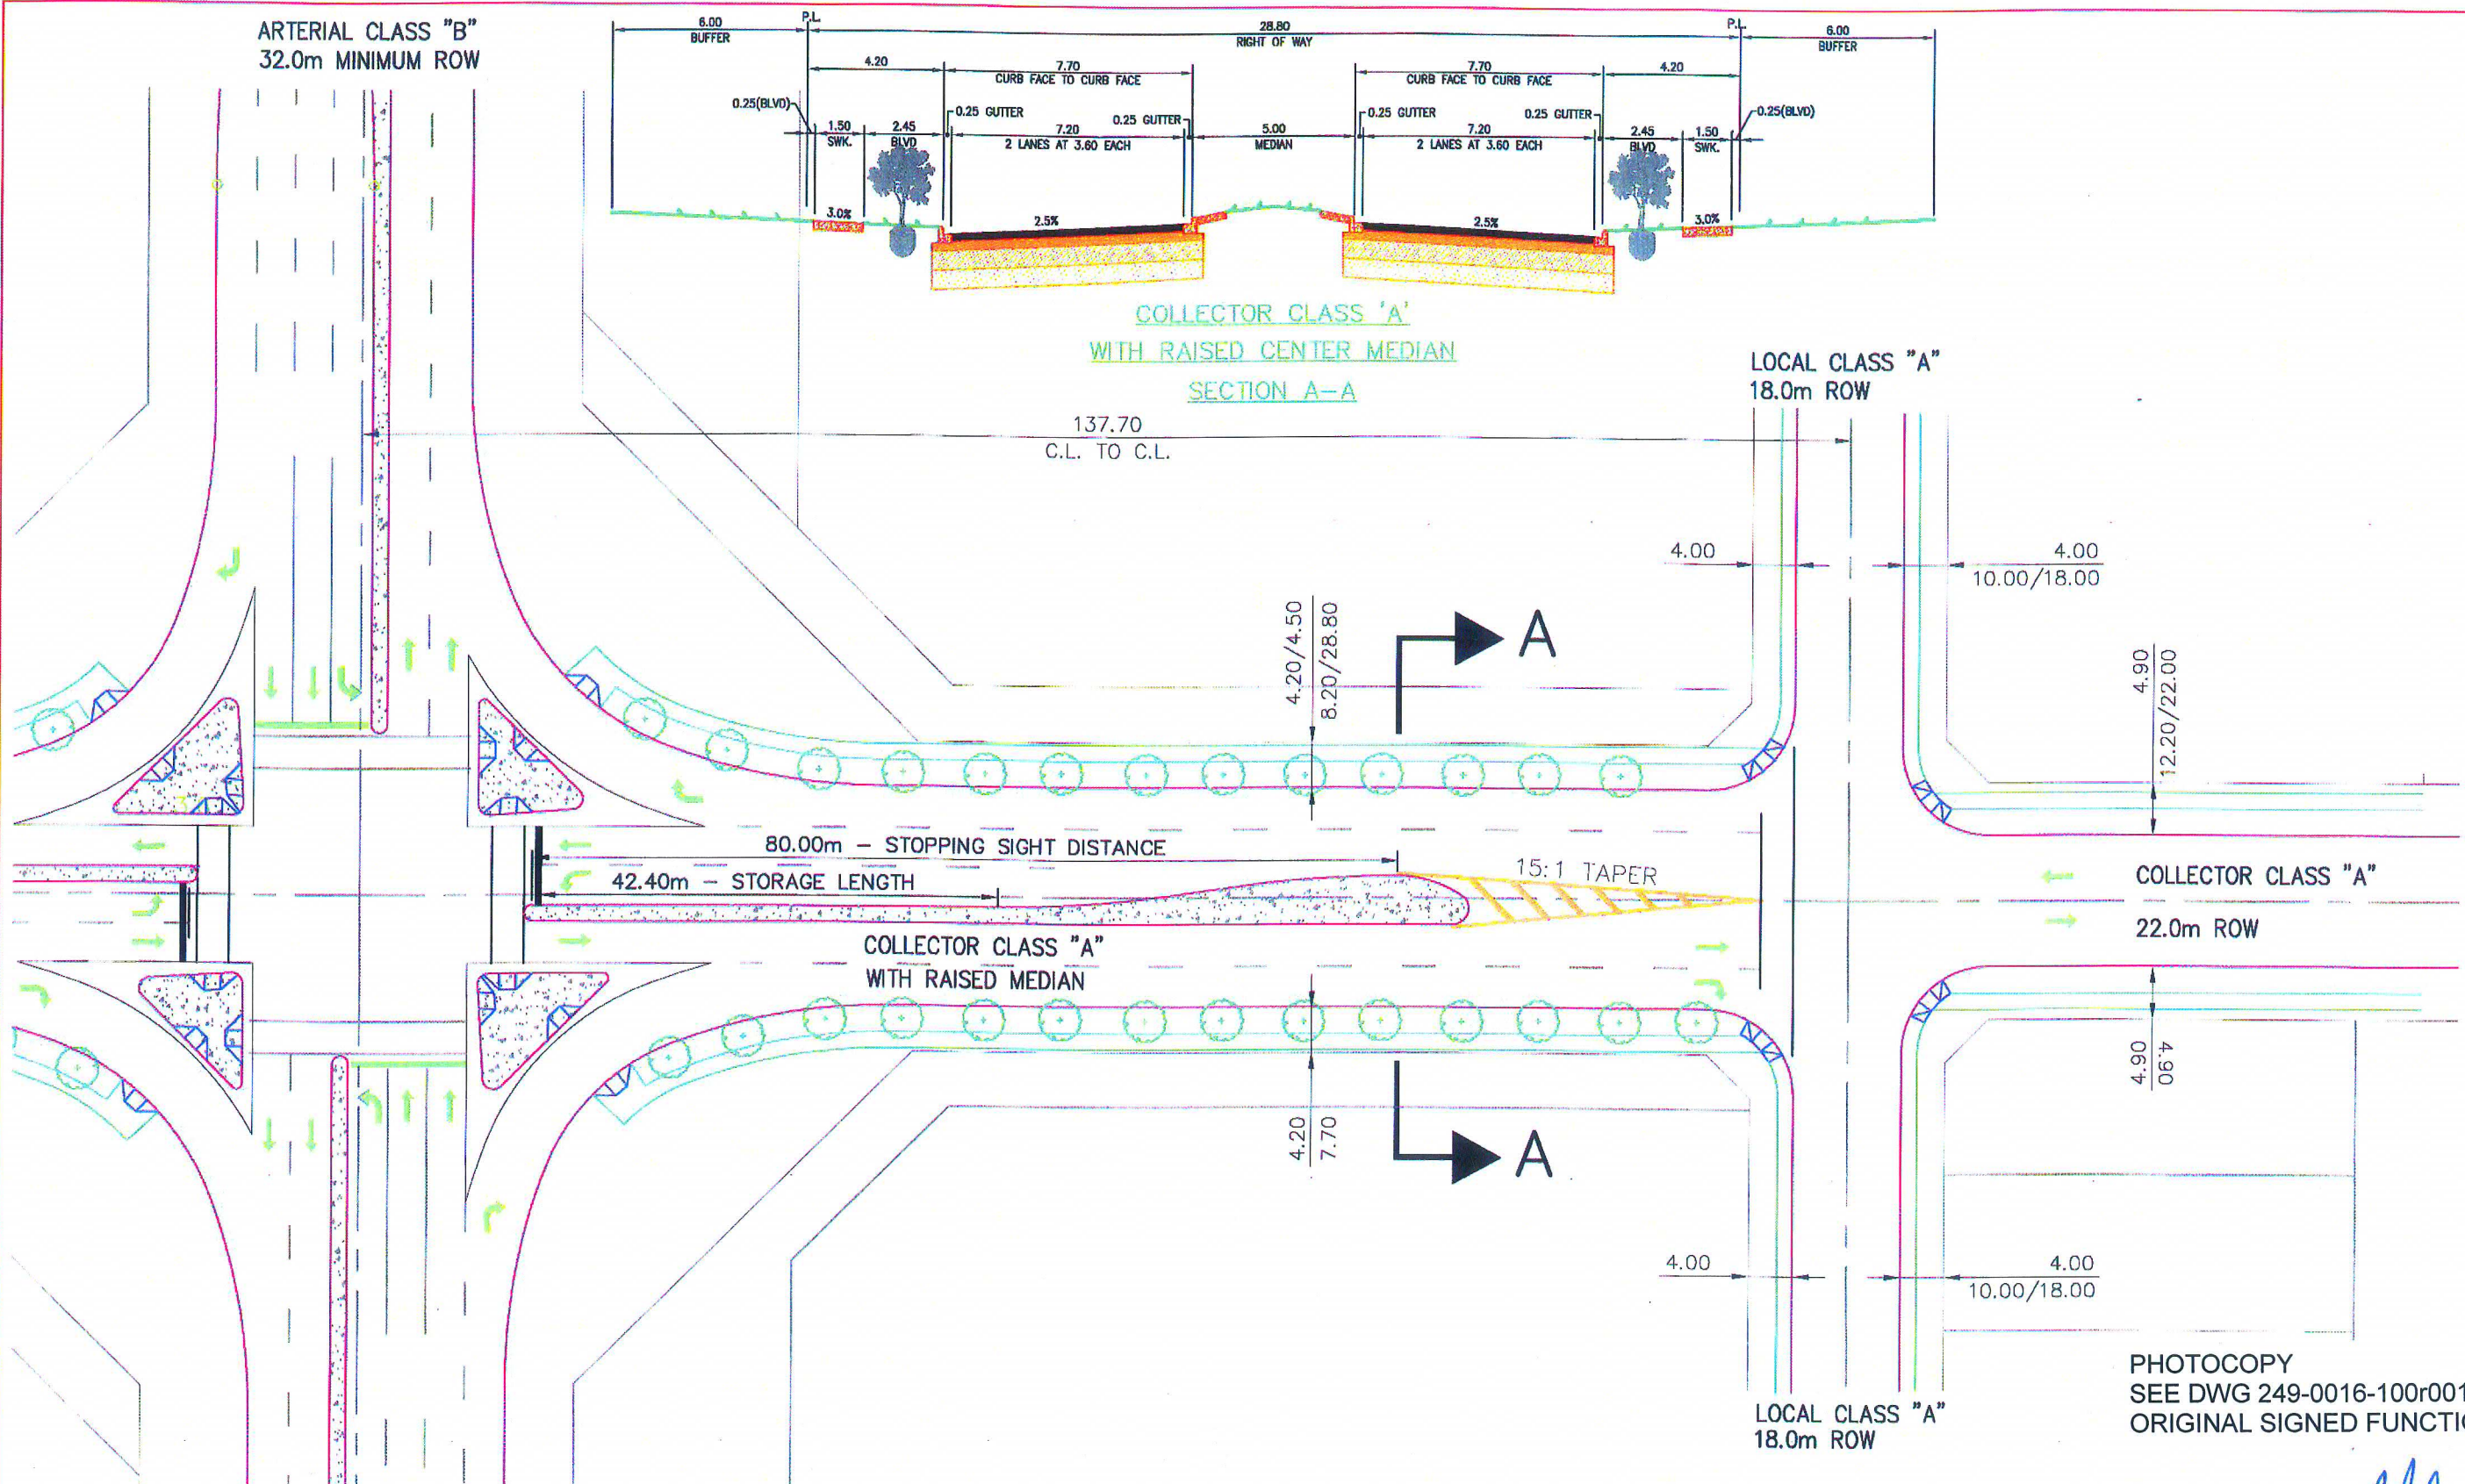 ARTERIAL CLASS "B"
32.0m MINIMUM ROW
6.00
BUFFER
P.L.
28.80
RIGHT OF WAY
P.L.
6.00
BUFFER
4.20
7.70
CURB FACE TO CURB FACE
7.70
CURB FACE TO CURB FACE
4.20
0.25(BLVD)
1.50
SWK.
2.45
BLVD
0.25 GUTTER
7.20
2 LANES AT 3.60 EACH
0.25 GUTTER
5.00
MEDIAN
0.25 GUTTER
7.20
2 LANES AT 3.60 EACH
0.25 GUTTER
2.45
BLVD
1.50
SWK.
0.25(BLVD)
3.0%
2.5%
2.5%
3.0%
COLLECTOR CLASS 'A'
WITH RAISED CENTER MEDIAN
SECTION A-A
LOCAL CLASS "A"
18.0m ROW
137.70
C.L. TO C.L.
4.00
4.00
10.00/18.00
4.20/4.50
8.20/28.80
A
4.90
12.20/22.00
80.00m - STOPPING SIGHT DISTANCE
42.40m - STORAGE LENGTH
15:1 TAPER
COLLECTOR CLASS "A"
22.0m ROW
COLLECTOR CLASS "A"
WITH RAISED MEDIAN
4.20
7.70
A
4.90
4.90
4.00
4.00
10.00/18.00
LOCAL CLASS "A"
18.0m ROW
PHOTOCOPY
SEE DWG 249-0016-100r001
ORIGINAL SIGNED FUNCTIO